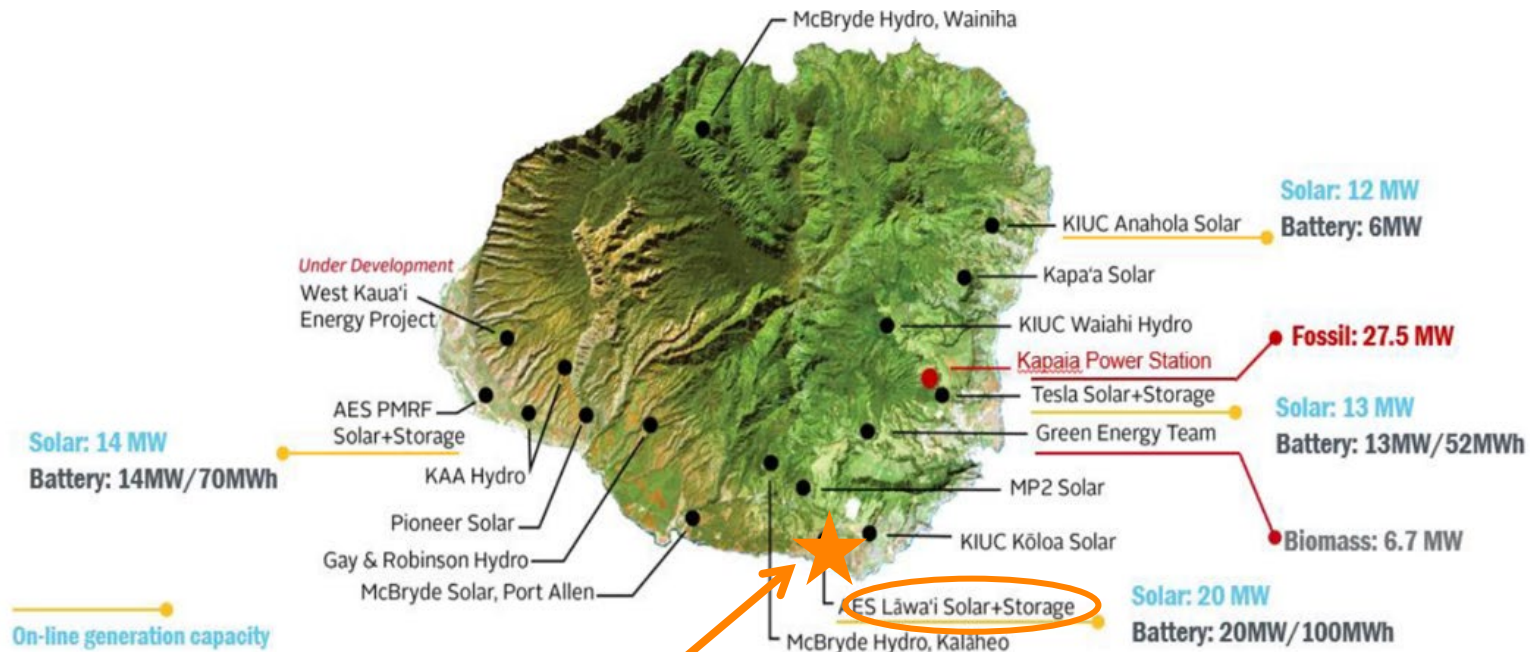 McBryde Hydro, Wainiha
Solar: 12 MW
Battery: 6MW
KIUC Anahola Solar
Kapa'a Solar
Under Development
West Kaua'i
Energy Project
KIUC Waiahi Hydro
Fossil: 27.5 MW
Kapaia Power Station
Tesla Solar+Storage
Solar: 13 MW
Battery: 13MW/52MWh
AES PMRF
Solar+Storage
Green Energy Team
Solar: 14 MW
Battery: 14MW/70MWh
KAA Hydro
MP2 Solar
Pioneer Solar
KIUC Kōloa Solar
Biomass: 6.7 MW
Gay & Robinson Hydro
McBryde Solar, Port Allen
AES Lāwa'i Solar+Storage
Solar: 20 MW
Battery: 20MW/100MWh
On-line generation capacity
McBryde Hydro, Kalāheo